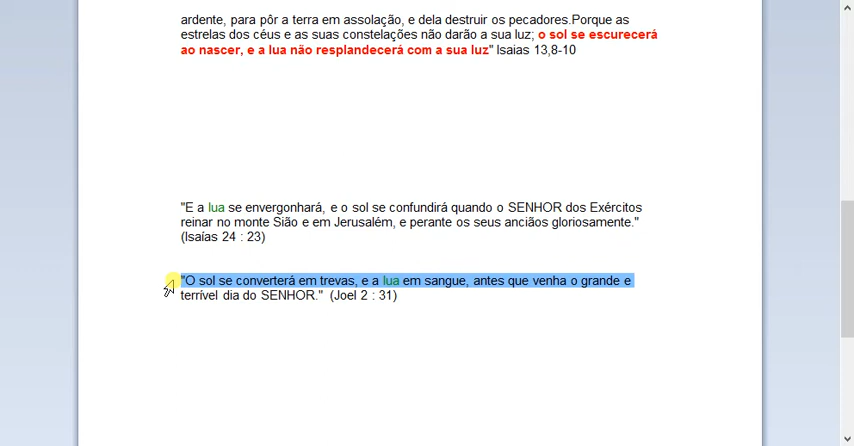 ardente, para pôr a terra em assolação, e dela destruir os pecadores.Porque as
estrelas dos céus e as suas constelações não darão a sua luz; o sol se escurecerá
ao nascer, e a lua não resplandecerá com a sua luz" Isaias 13,8-10
"E a lua se envergonhará, e o sol se confundirá quando o SENHOR dos Exércitos
reinar no monte Sião e em Jerusalém, e perante os seus anciãos gloriosamente."
(Isaías 24 : 23)
"O sol se converterá em trevas, e a lua em sangue, antes que venha o grande e
terrível dia do SENHOR." (Joel 2 : 31)